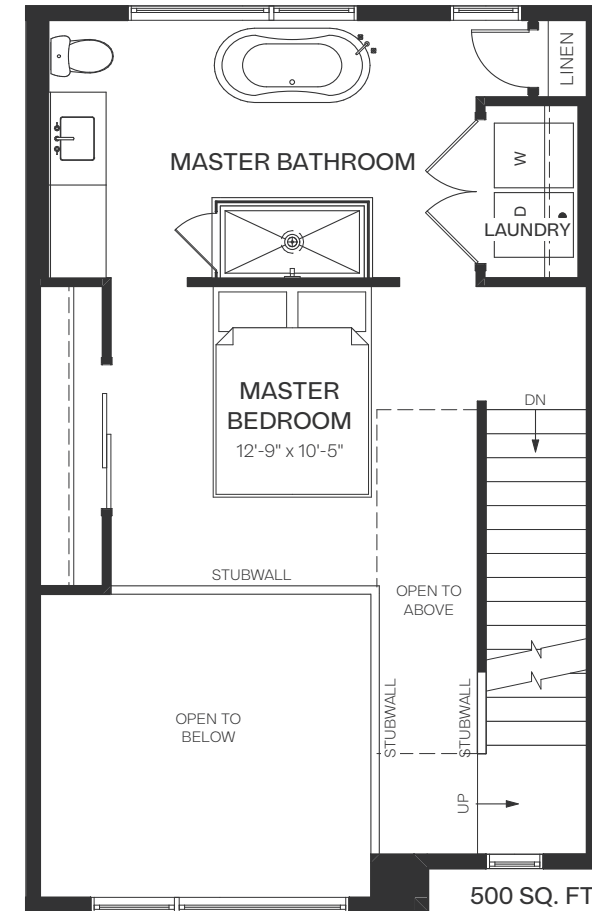 LINEN
MASTER BATHROOM
W
D
LAUNDRY
MASTER
BEDROOM
12'-9" x 10'-5"
DN
STUBWALL
OPEN TO
ABOVE
OPEN TO
BELOW
STUBWALL
STUBWALL
UP
500 SQ. FT